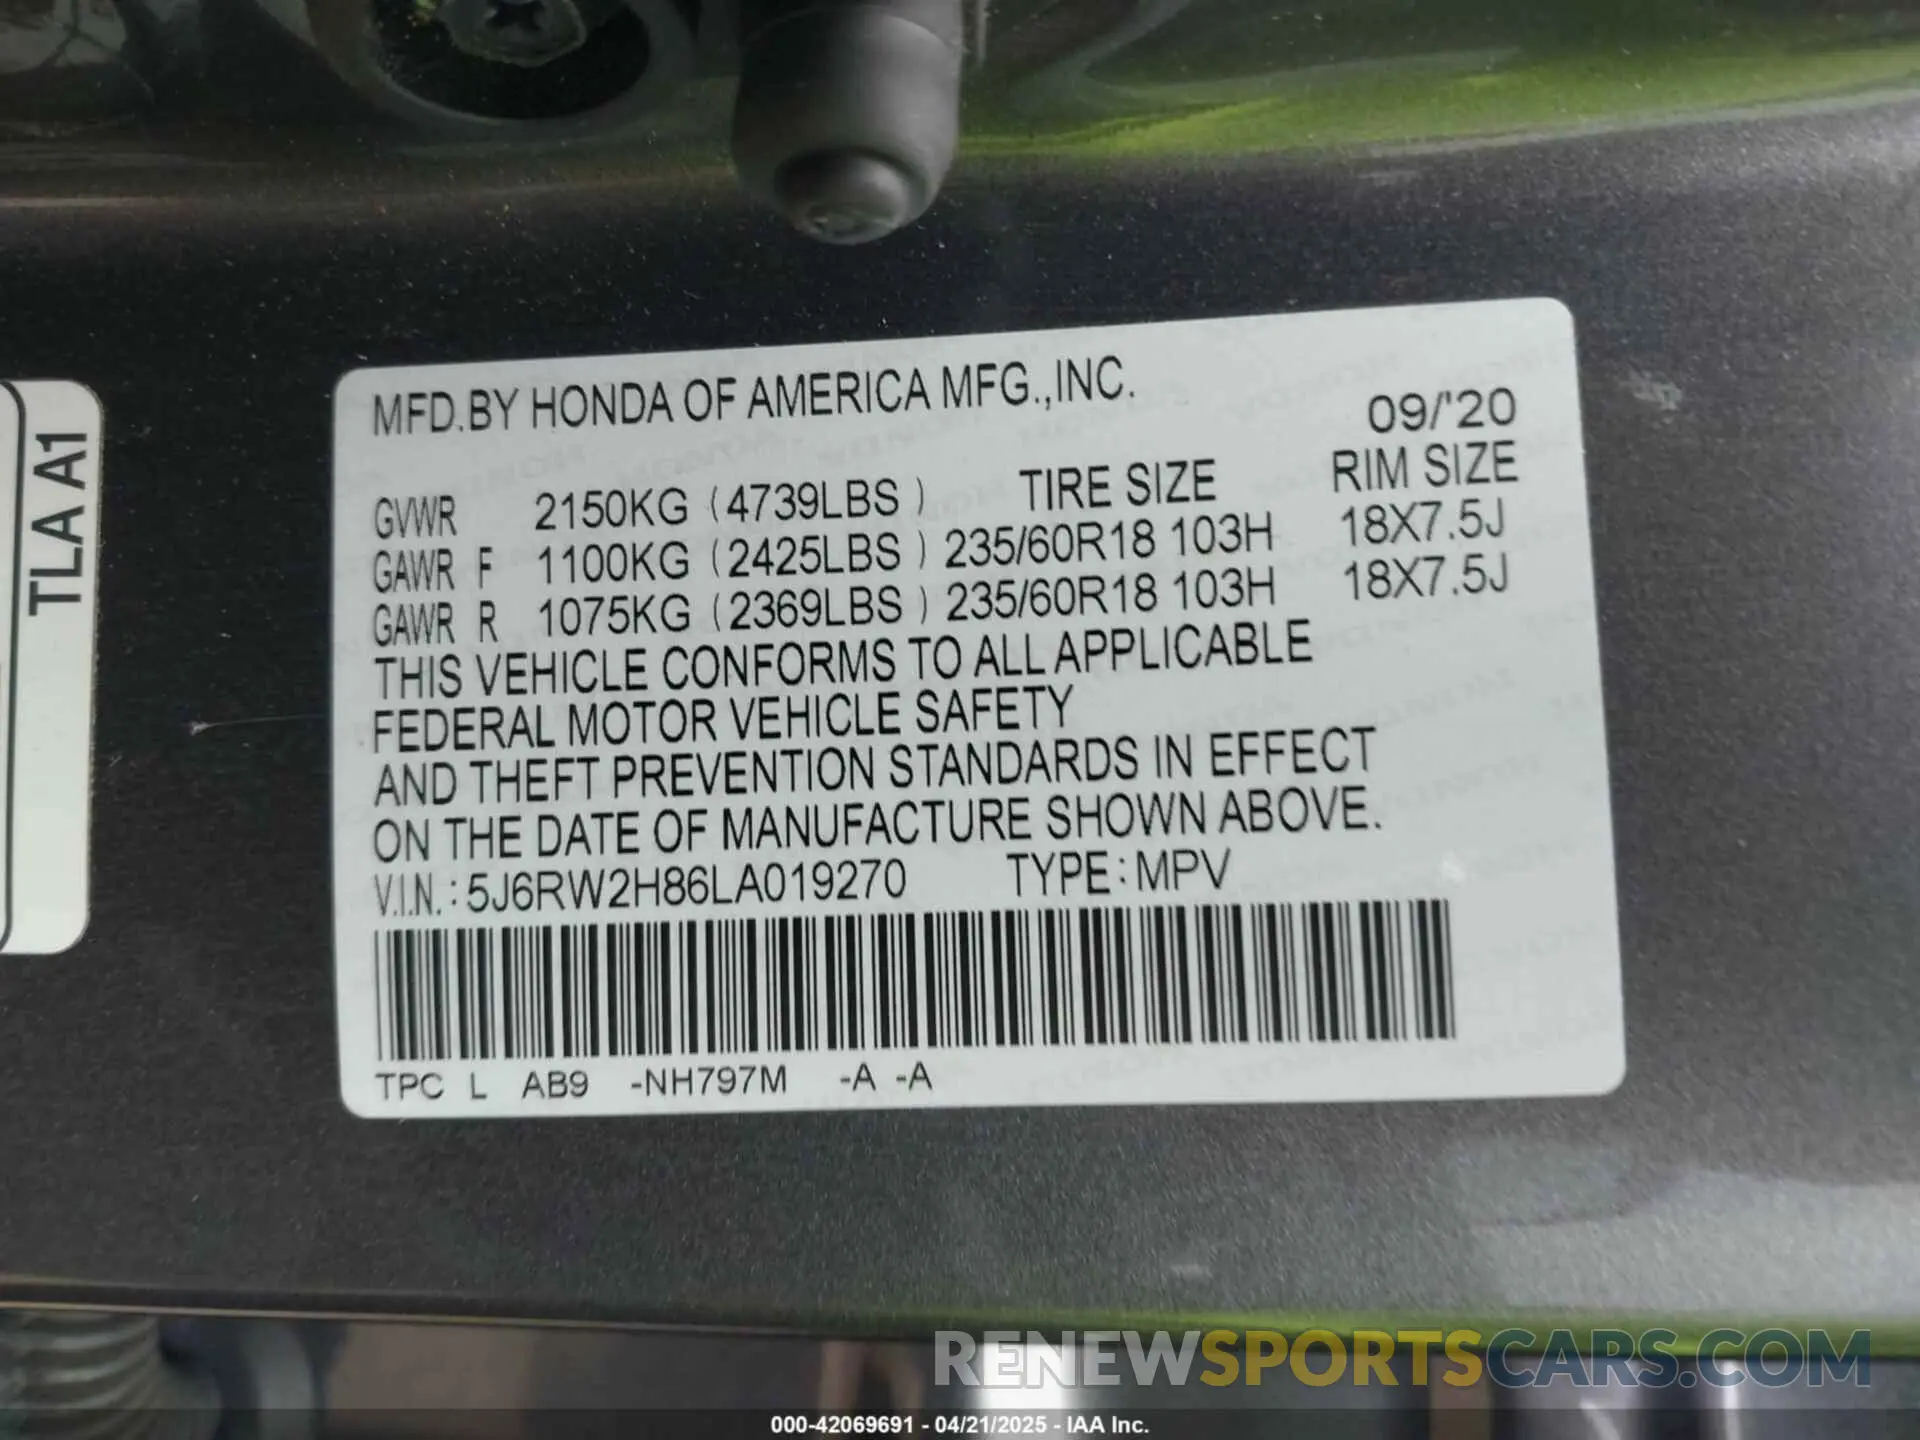 MFD.BY HONDA OF AMERICA MFG.,INC.
09/'20
GVWR 2150KG (4739LBS ) TIRE SIZE RIM SIZE
GAWR F 1100KG (2425LBS ) 235/60R18 103H 18X7.5J
GAWR R 1075KG (2369LBS ) 235/60R18 103H 18X7.5J
THIS VEHICLE CONFORMS TO ALL APPLICABLE
FEDERAL MOTOR VEHICLE SAFETY
AND THEFT PREVENTION STANDARDS IN EFFECT
ON THE DATE OF MANUFACTURE SHOWN ABOVE.
V.I.N.: 5J6RW2H86LA019270 TYPE: MPV
TPC L AB9 -NH797M -A -A
TLA A1
RENEWSPORTSCARS.COM
000-42069691 - 04/21/2025 - IAA Inc.